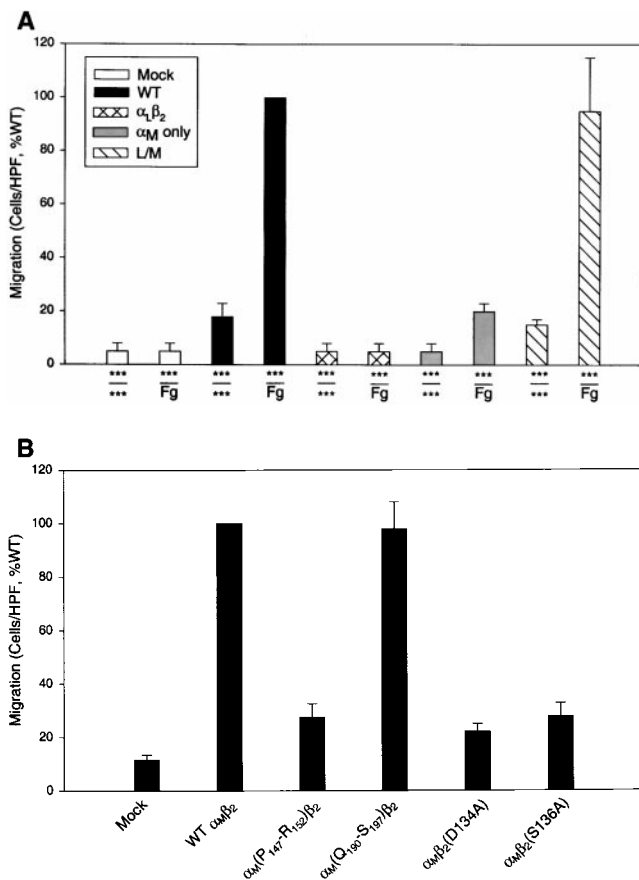 A
120
100
80
60
40
20
0
Migration (Cells/HPF, %WT)
Mock
WT
αLβ2
αM only
L/M
*** *** *** *** *** *** *** *** *** ***
*** Fg *** Fg *** Fg *** Fg *** Fg
B
120
100
80
60
40
20
0
Migration (Cells/HPF, %WT)
Mock
WT αMβ2
αM(P147-R152)β2
αM(Q190-S197)β2
αMβ2(D134A)
αMβ2(S136A)